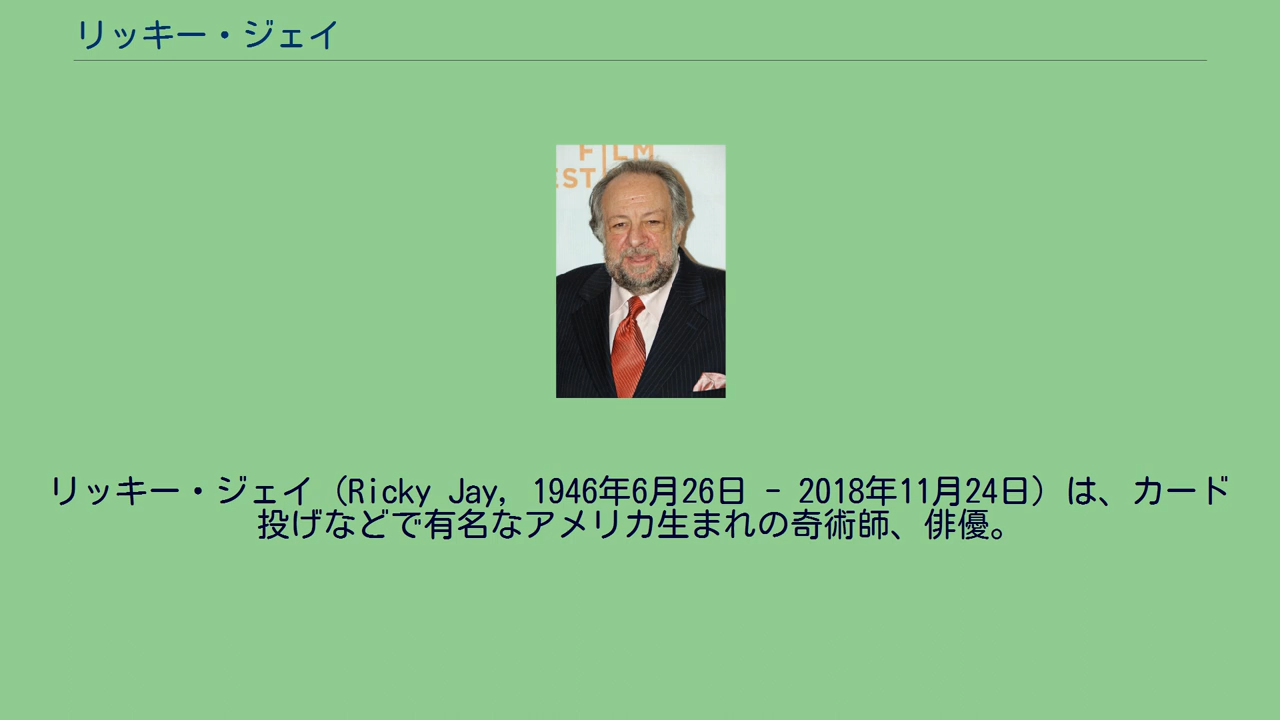 リッキー・ジェイ
FILM
EST
リッキー・ジェイ（Ricky Jay, 1946年6月26日 - 2018年11月24日）は、カード
投げなどで有名なアメリカ生まれの奇術師、俳優。